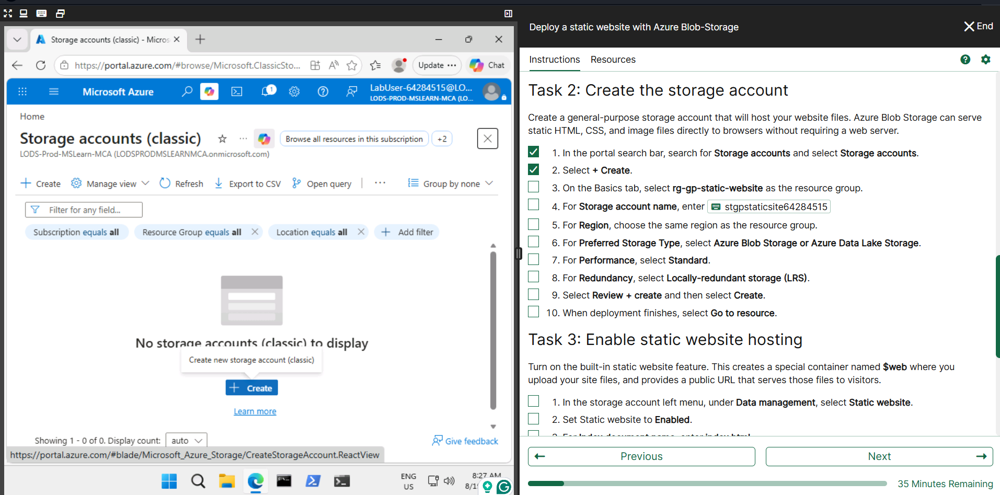 Storage accounts (classic) - Micros
https://portal.azure.com/#browse/Microsoft.ClassicSto...
Update
Chat
Microsoft Azure
1
LabUser-64284515@LO...
LODS-PROD-MSLEARN-MCA (LO...
Home
Storage accounts (classic)
Browse all resources in this subscription
+2
LODS-Prod-MSLearn-MCA (LODSPRODMSLEARNMCA.onmicrosoft.com)
Create
Manage view
Refresh
Export to CSV
Open query
Group by none
Filter for any field...
Subscription equals all
Resource Group equals all
Location equals all
Add filter
No storage accounts (classic) to display
Create new storage account (classic)
Create
Learn more
Showing 1 - 0 of 0. Display count:
auto
Give feedback
https://portal.azure.com/#blade/Microsoft_Azure_Storage/CreateStorageAccount.ReactView
ENG
US
8:27 AM
Deploy a static website with Azure Blob-Storage
End
Instructions
Resources
Task 2: Create the storage account
Create a general-purpose storage account that will host your website files. Azure Blob Storage can serve
static HTML, CSS, and image files directly to browsers without requiring a web server.
1. In the portal search bar, search for Storage accounts and select Storage accounts.
2. Select + Create.
3. On the Basics tab, select rg-gp-static-website as the resource group.
4. For Storage account name, enter stgpstaticsite64284515
5. For Region, choose the same region as the resource group.
6. For Preferred Storage Type, select Azure Blob Storage or Azure Data Lake Storage.
7. For Performance, select Standard.
8. For Redundancy, select Locally-redundant storage (LRS).
9. Select Review + create and then select Create.
10. When deployment finishes, select Go to resource.
Task 3: Enable static website hosting
Turn on the built-in static website feature. This creates a special container named $web where you
upload your site files, and provides a public URL that serves those files to visitors.
1. In the storage account left menu, under Data management, select Static website.
2. Set Static website to Enabled.
3. For Index document name, enter index.html
Previous
Next
35 Minutes Remaining